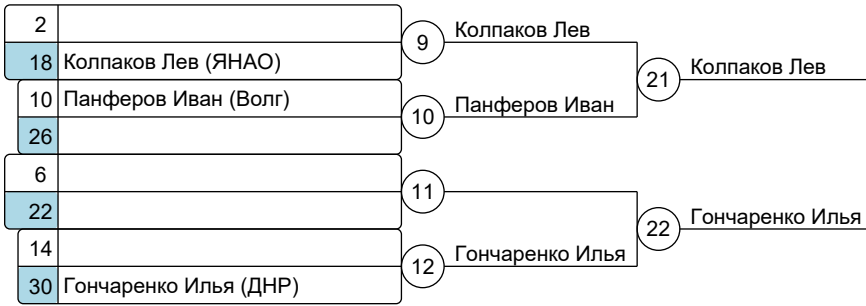 2
9
Колпаков Лев
18 Колпаков Лев (ЯНАО)
21
Колпаков Лев
10 Панферов Иван (Волг)
10
Панферов Иван
26
6
11
22
22
Гончаренко Илья
14
12
Гончаренко Илья
30 Гончаренко Илья (ДНР)